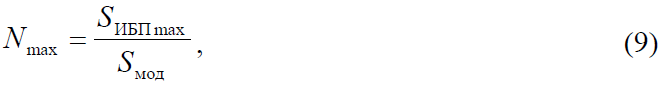 N_max = S_ИБП max / S_мод , (9)